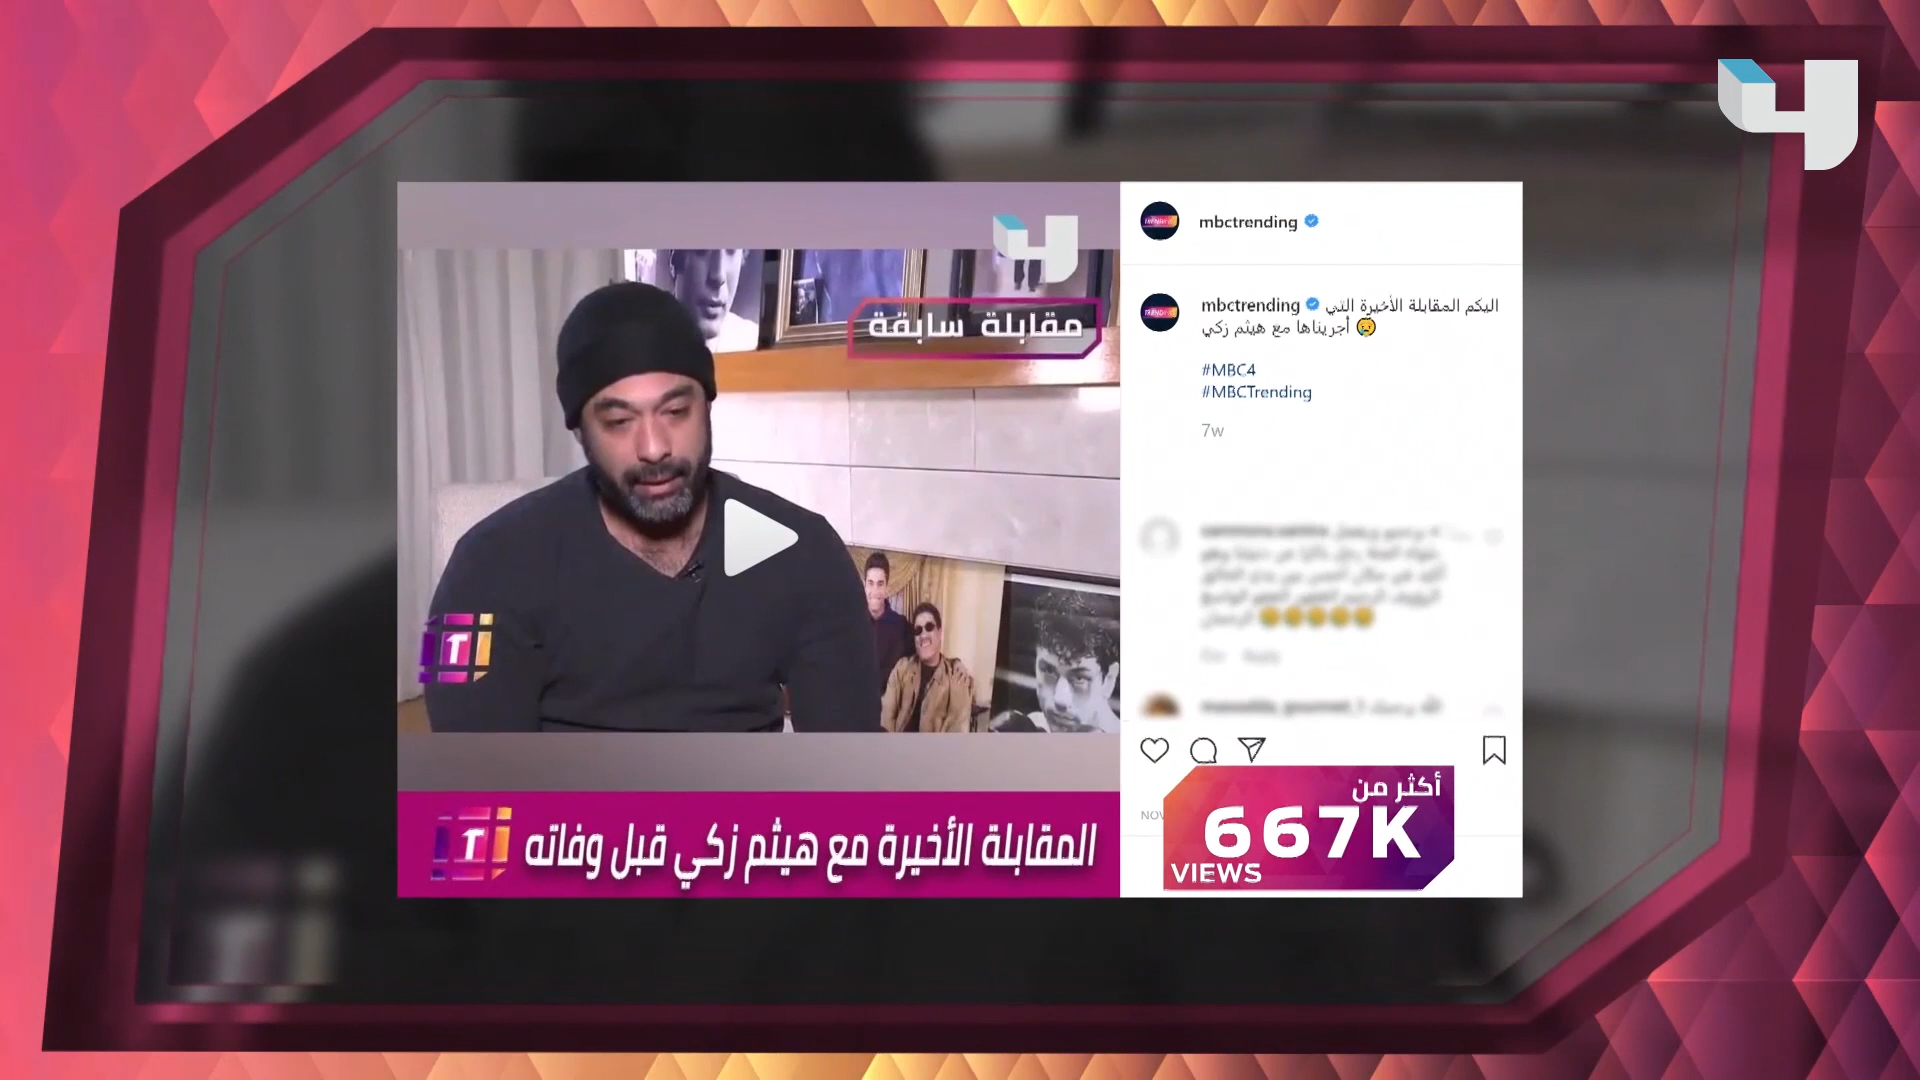 مقابلة سابقة
المقابلة الأخيرة مع هيثم زكي قبل وفاته
mbctrending
mbctrending اليكم المقابلة الأخيرة التي
أجريناها مع هيثم زكي 😢
#MBC4
#MBCTrending
7w
أكثر من
667K
VIEWS